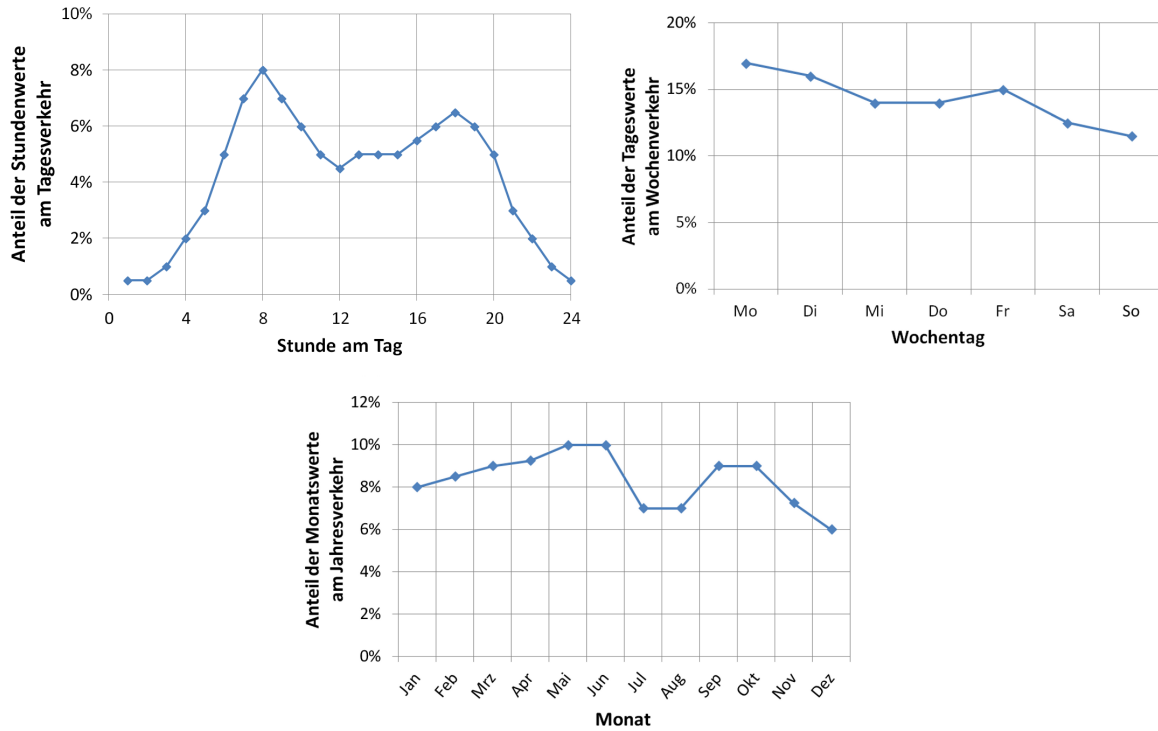 Anteil der Stundenwerte
am Tagesverkehr
10%
8%
6%
4%
2%
0%
0 4 8 12 16 20 24
Stunde am Tag
Anteil der Tageswerte
am Wochenverkehr
20%
15%
10%
5%
0%
Mo Di Mi Do Fr Sa So
Wochentag
Anteil der Monatswerte
am Jahresverkehr
12%
10%
8%
6%
4%
2%
0%
Jan Feb Mrz Apr Mai Jun Jul Aug Sep Okt Nov Dez
Monat